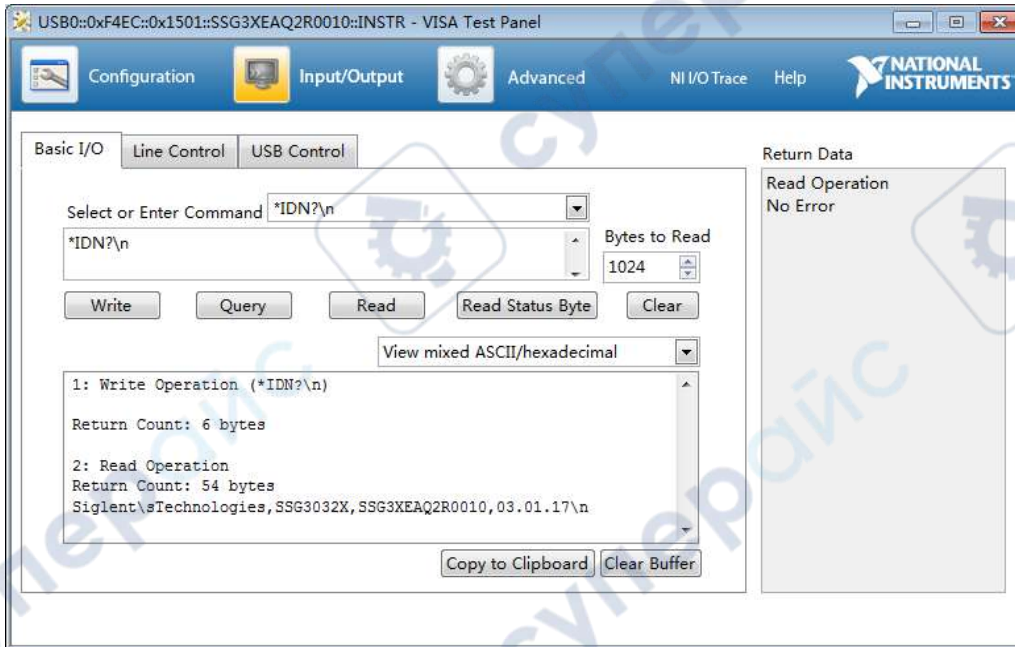 USB0::0xF4EC::0x1501::SSG3XEAQ2R0010::INSTR - VISA Test Panel
Configuration Input/Output Advanced NI I/O Trace Help NATIONAL INSTRUMENTS
Basic I/O Line Control USB Control
Return Data
Read Operation
No Error
Select or Enter Command *IDN?\n
*IDN?\n
Bytes to Read
1024
Write Query Read Read Status Byte Clear
View mixed ASCII/hexadecimal
1: Write Operation (*IDN?\n)
Return Count: 6 bytes
2: Read Operation
Return Count: 54 bytes
Siglent\sTechnologies,SSG3032X,SSG3XEAQ2R0010,03.01.17\n
Copy to Clipboard Clear Buffer
суперайс